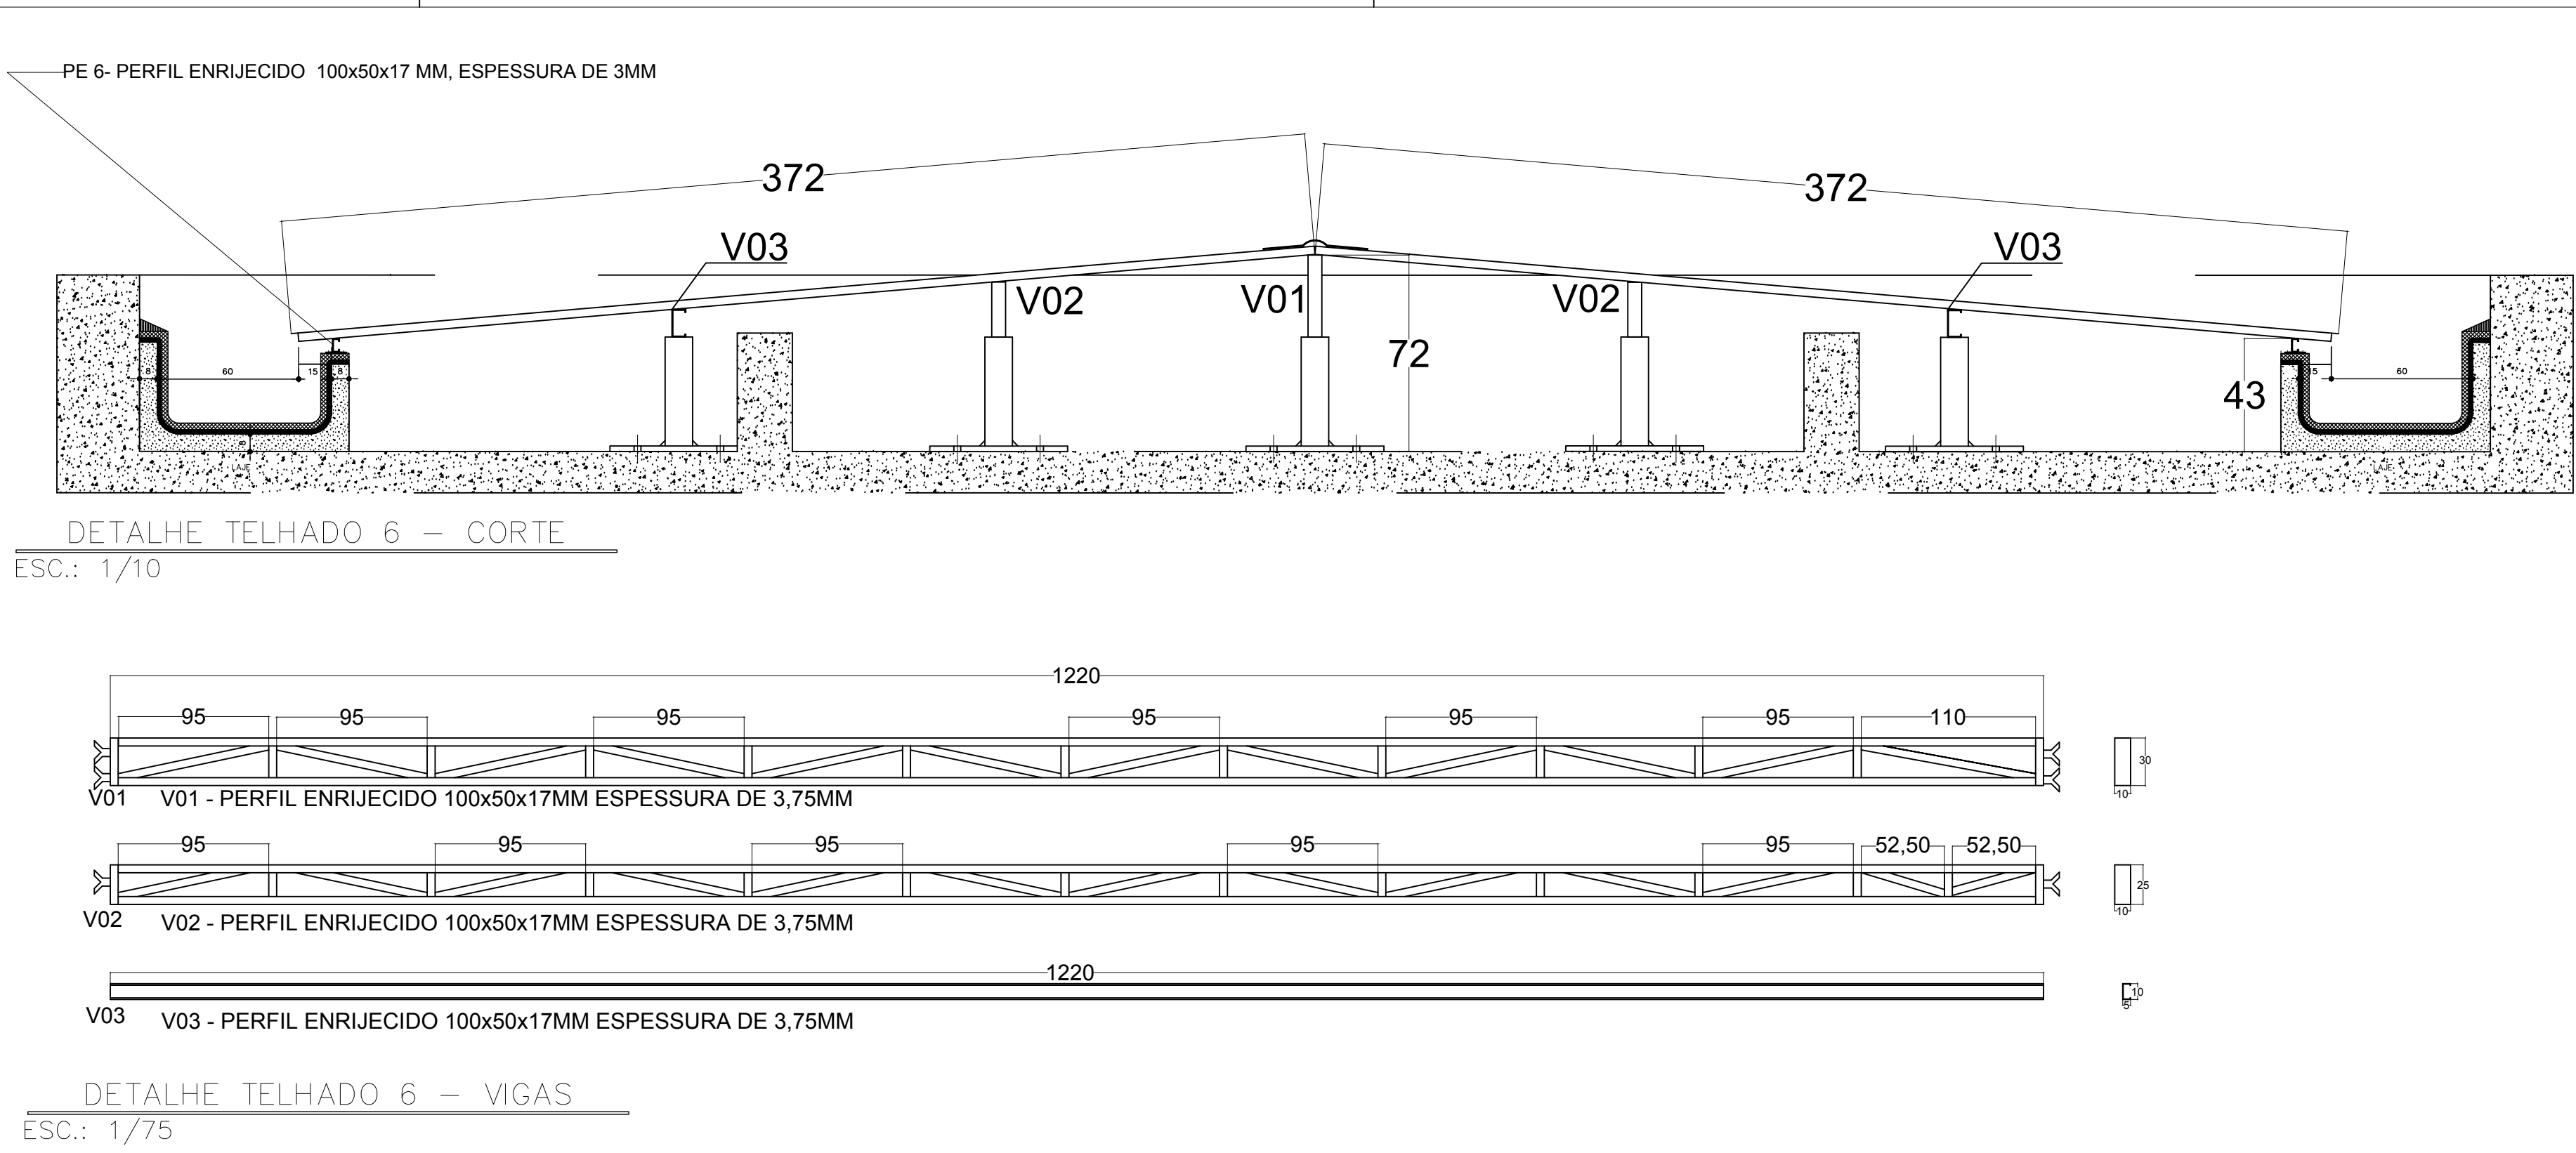 PE 6- PERFIL ENRIJECIDO 100x50x17 MM, ESPESSURA DE 3MM
372
372
V03
V03
V02
V01
V02
72
43
8
60
15
8
15
60
8
LAJE
LAJE
DETALHE TELHADO 6 – CORTE
ESC.: 1/10
1220
95
95
95
95
95
95
110
30
10
V01
V01 - PERFIL ENRIJECIDO 100x50x17MM ESPESSURA DE 3,75MM
95
95
95
95
95
52,50
52,50
25
10
V02
V02 - PERFIL ENRIJECIDO 100x50x17MM ESPESSURA DE 3,75MM
1220
10
5
V03
V03 - PERFIL ENRIJECIDO 100x50x17MM ESPESSURA DE 3,75MM
DETALHE TELHADO 6 – VIGAS
ESC.: 1/75